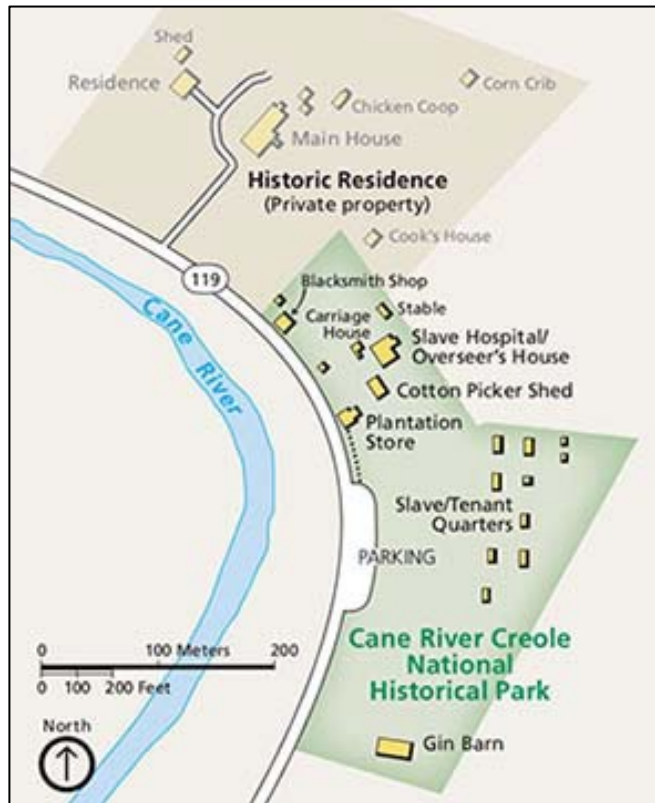 Shed
Residence
Corn Crib
Chicken Coop
Main House
Historic Residence
(Private property)
Cook's House
119
Blacksmith Shop
Cane
River
Stable
Carriage
House
Slave Hospital/
Overseer's House
Cotton Picker Shed
Plantation
Store
Slave/Tenant
Quarters
PARKING
Cane River Creole
National
Historical Park
0 100 Meters 200
0 100 200 Feet
North
Gin Barn